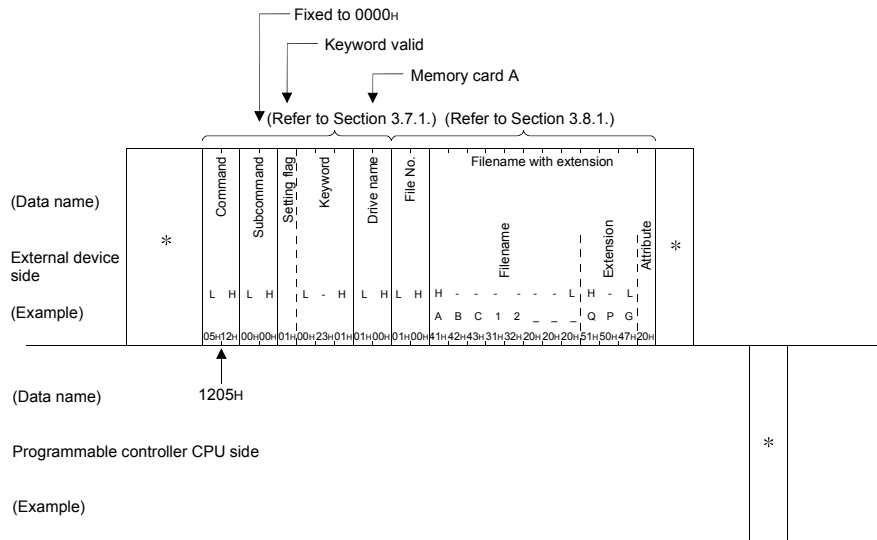 Fixed to 0000H
Keyword valid
Memory card A
(Refer to Section 3.7.1.) (Refer to Section 3.8.1.)
(Data name)
External device side
(Example)
*
Command
Subcommand
Setting flag
Keyword
Drive name
File No.
Filename with extension
Filename
Extension
Attribute
*
L H L H L - H L H L H H - - - - - - L H - L
A B C 1 2 _ _ _ Q P G
05H 12H 00H 00H 01H 00H 23H 01H 01H 00H 01H 00H 41H 42H 43H 31H 32H 20H 20H 20H 51H 50H 47H 20H
1205H
(Data name)
Programmable controller CPU side
*
(Example)